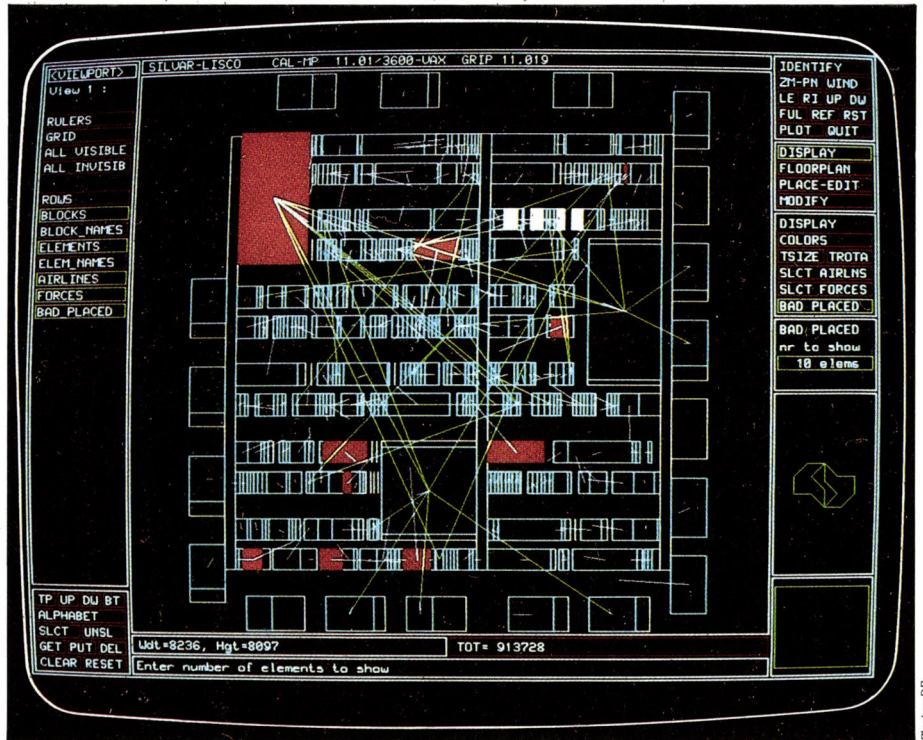 SILVAR-LISCO CAL-MP 11.01/3600-VAX GRIP 11.019
<VIEWPORT>
View 1 :
RULERS
GRID
ALL VISIBLE
ALL INVISIB
ROWS
BLOCKS
BLOCK_NAMES
ELEMENTS
ELEM_NAMES
AIRLINES
FORCES
BAD_PLACED
TP UP DW BT
ALPHABET
SLCT UNSL
GET PUT DEL
CLEAR RESET
IDENTIFY
ZM-PN WIND
LE RI UP DW
FUL REF RST
PLOT QUIT
DISPLAY
FLOORPLAN
PLACE-EDIT
MODIFY
DISPLAY
COLORS
TSIZE TROTA
SLCT AIRLNS
SLCT FORCES
BAD PLACED
BAD PLACED
nr to show
10 elems
Wdt=8236, Hgt=8097 TOT= 913728
Enter number of elements to show